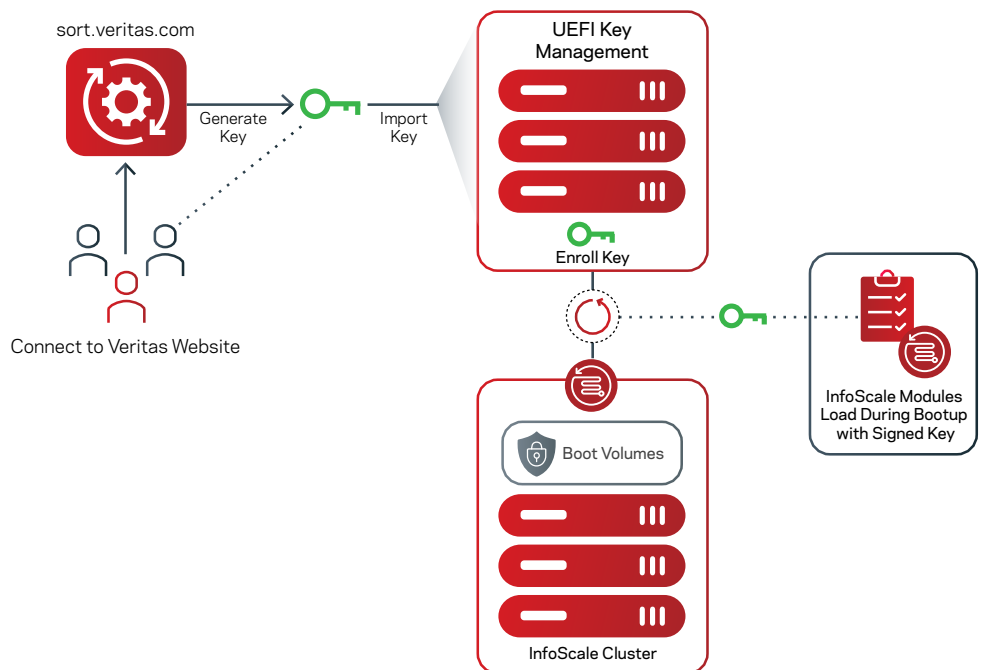 sort.veritas.com
Generate
Key
Import
Key
UEFI Key
Management
Enroll Key
Connect to Veritas Website
InfoScale Modules
Load During Bootup
with Signed Key
Boot Volumes
InfoScale Cluster